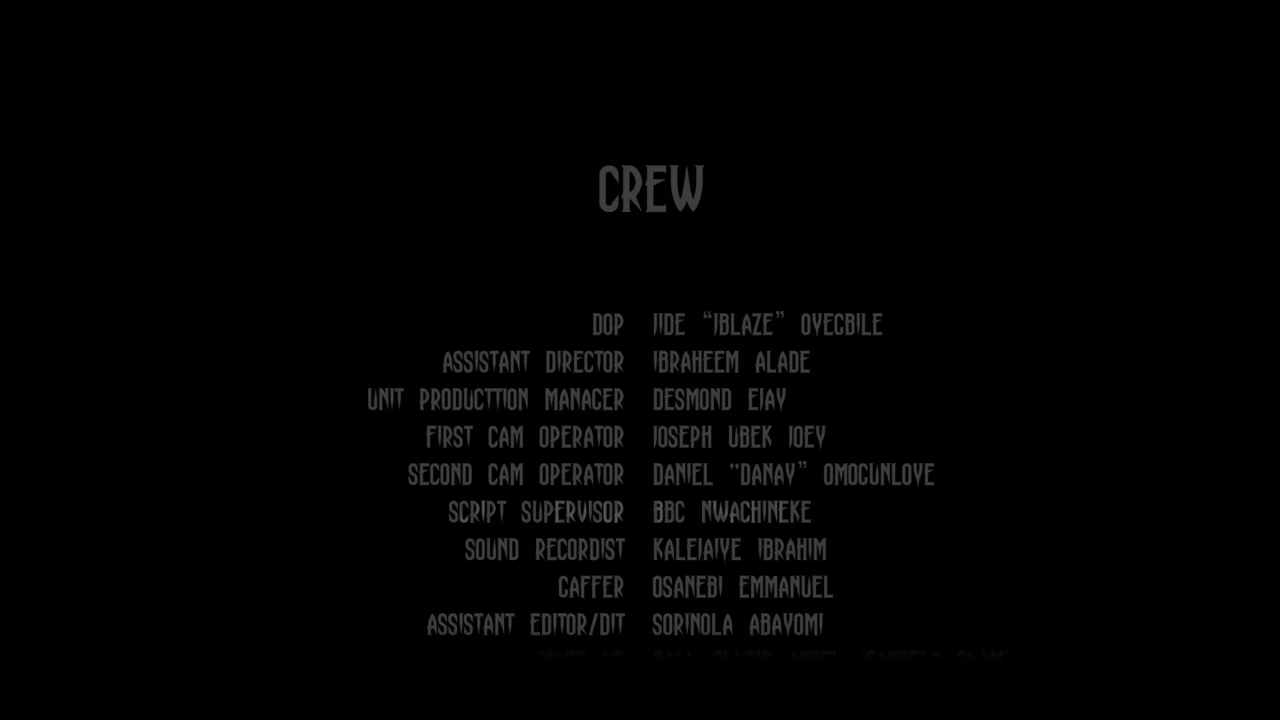 CREW
DOP JIDE “IBLAZE” OYEGBILE
ASSISTANT DIRECTOR IBRAHEEM ALADE
UNIT PRODUCTTION MANAGER DESMOND EJAY
FIRST CAM OPERATOR JOSEPH UBEK JOEY
SECOND CAM OPERATOR DANIEL “DANAY” OMOGUNLOYE
SCRIPT SUPERVISOR BBC NWACHINEKE
SOUND RECORDIST KALEJAIYE IBRAHIM
GAFFER OSANEBI EMMANUEL
ASSISTANT EDITOR/DIT SORINOLA ABAYOMI